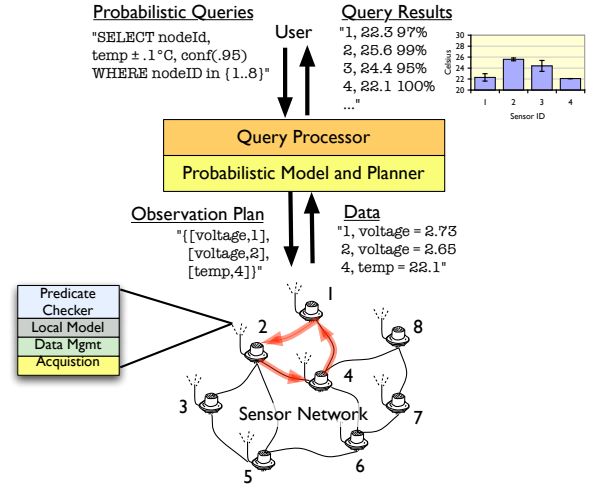 Probabilistic Queries
"SELECT nodeId,
temp ± .1°C, conf(.95)
WHERE nodeID in {1..8}"
User
Query Results
"1, 22.3 97%
2, 25.6 99%
3, 24.4 95%
4, 22.1 100%
..."
Celsius
30
28
26
24
22
20
1 2 3 4
Sensor ID
Query Processor
Probabilistic Model and Planner
Observation Plan
"{[voltage,1],
[voltage,2],
[temp,4]}"
Data
"1, voltage = 2.73
2, voltage = 2.65
4, temp = 22.1"
Predicate
Checker
Local Model
Data Mgmt
Acquistion
1
2
8
4
3
7
Sensor Network
6
5